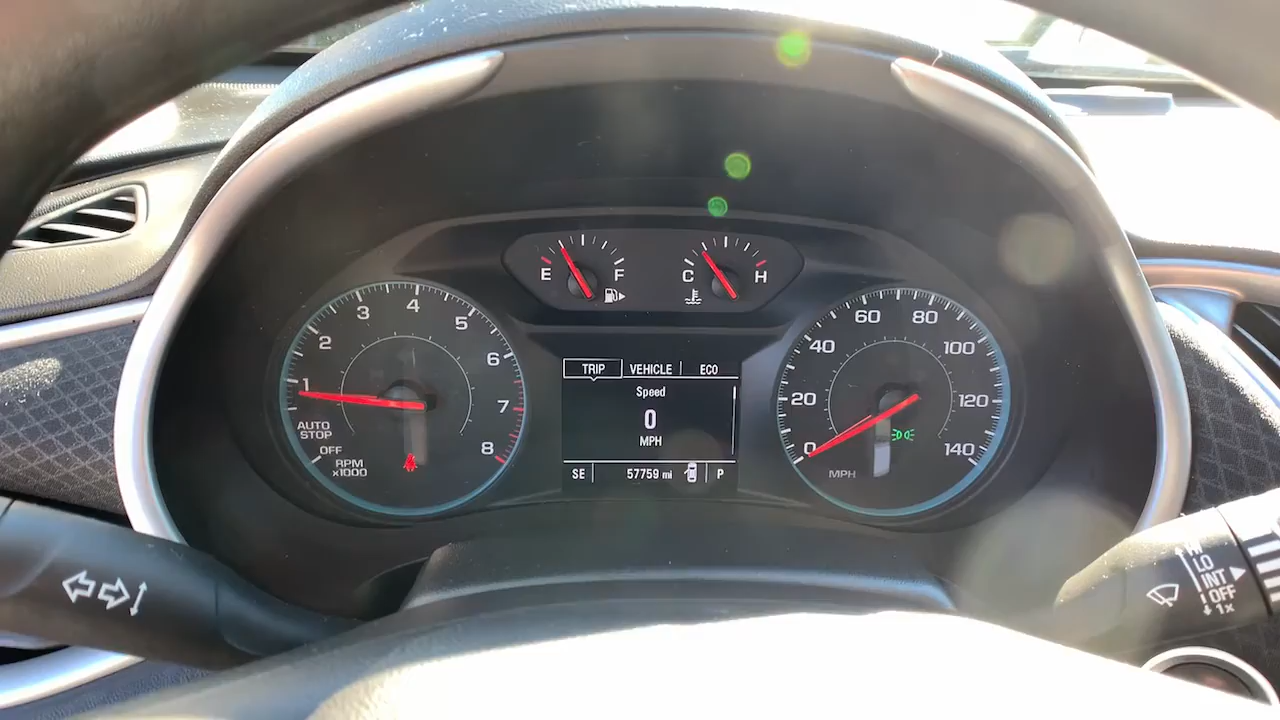 E F
C H
1 2 3 4 5 6 7 8
AUTO
STOP
OFF
RPM
x1000
TRIP VEHICLE ECO
Speed
0
MPH
SE 57759 mi P
0 20 40 60 80 100 120 140
MPH
HI
LO
INT
OFF
1x